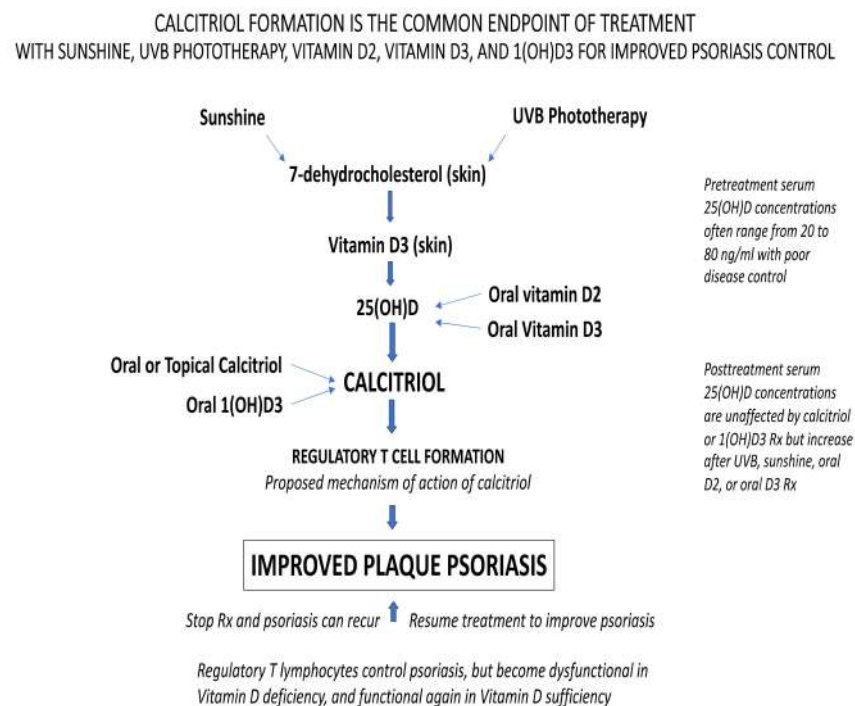 CALCITRIOL FORMATION IS THE COMMON ENDPOINT OF TREATMENT
WITH SUNSHINE, UVB PHOTOTHERAPY, VITAMIN D2, VITAMIN D3, AND 1(OH)D3 FOR IMPROVED PSORIASIS CONTROL
Sunshine
UVB Phototherapy
7-dehydrocholesterol (skin)
Vitamin D3 (skin)
25(OH)D
Oral vitamin D2
Oral Vitamin D3
Oral or Topical Calcitriol
Oral 1(OH)D3
CALCITRIOL
REGULATORY T CELL FORMATION
Proposed mechanism of action of calcitriol
IMPROVED PLAQUE PSORIASIS
Stop Rx and psoriasis can recur
Resume treatment to improve psoriasis
Regulatory T lymphocytes control psoriasis, but become dysfunctional in
Vitamin D deficiency, and functional again in Vitamin D sufficiency
Pretreatment serum
25(OH)D concentrations
often range from 20 to
80 ng/ml with poor
disease control
Posttreatment serum
25(OH)D concentrations
are unaffected by calcitriol
or 1(OH)D3 Rx but increase
after UVB, sunshine, oral
D2, or oral D3 Rx